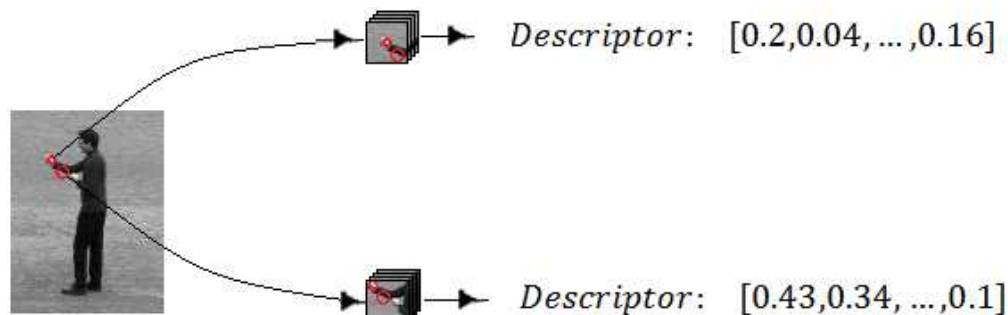 Descriptor: [0.2,0.04, ... ,0.16]
Descriptor: [0.43,0.34, ... ,0.1]